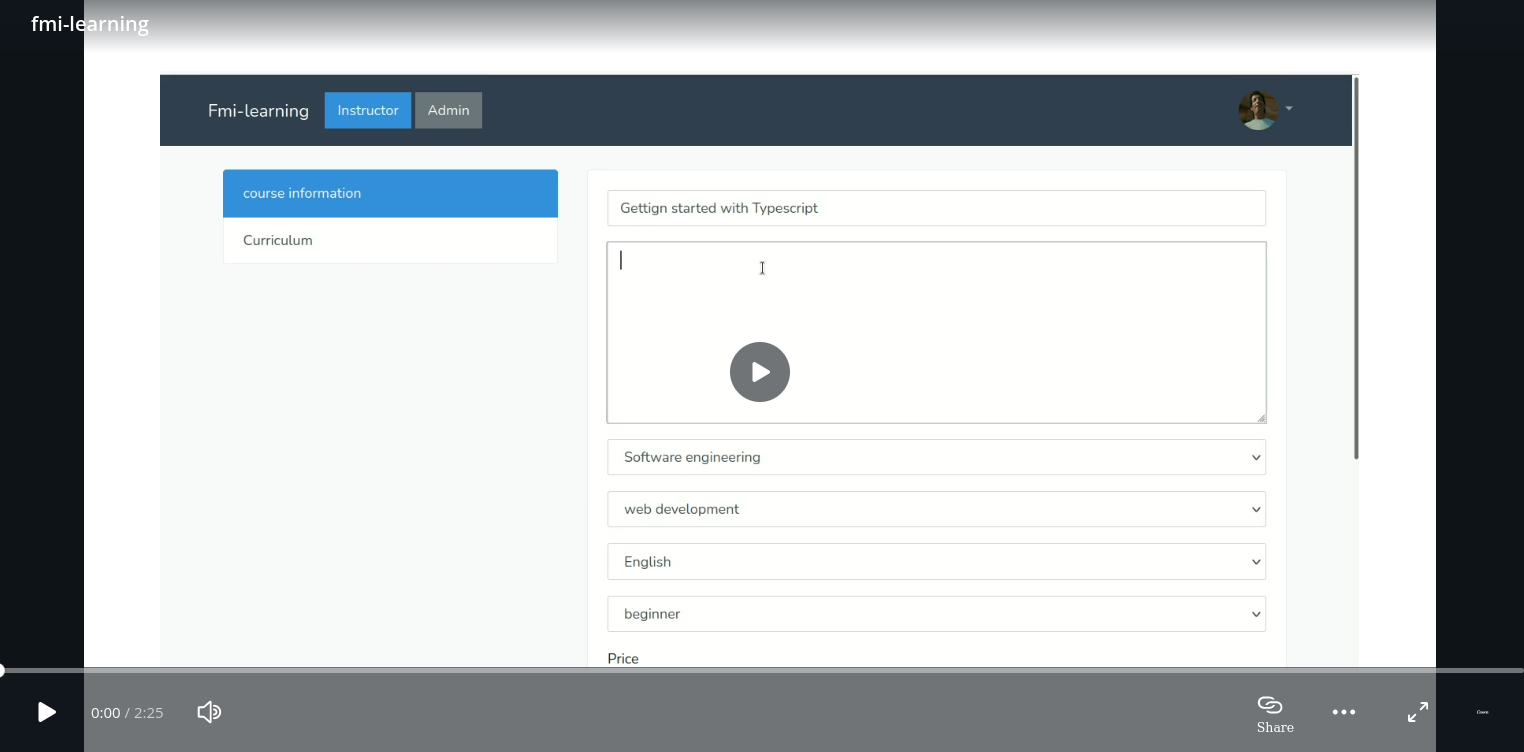 fmi-learning
Fmi-learning Instructor Admin
course information
Curriculum
Gettign started with Typescript
Software engineering
web development
English
beginner
Price
0:00 / 2:25
Share